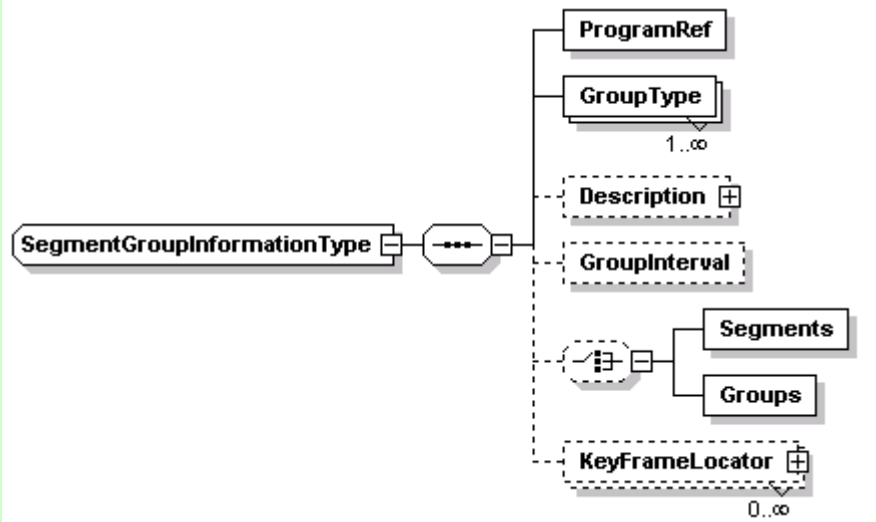 ProgramRef
GroupType
1..∞
Description
SegmentGroupInformationType
GroupInterval
Segments
Groups
KeyFrameLocator
0..∞